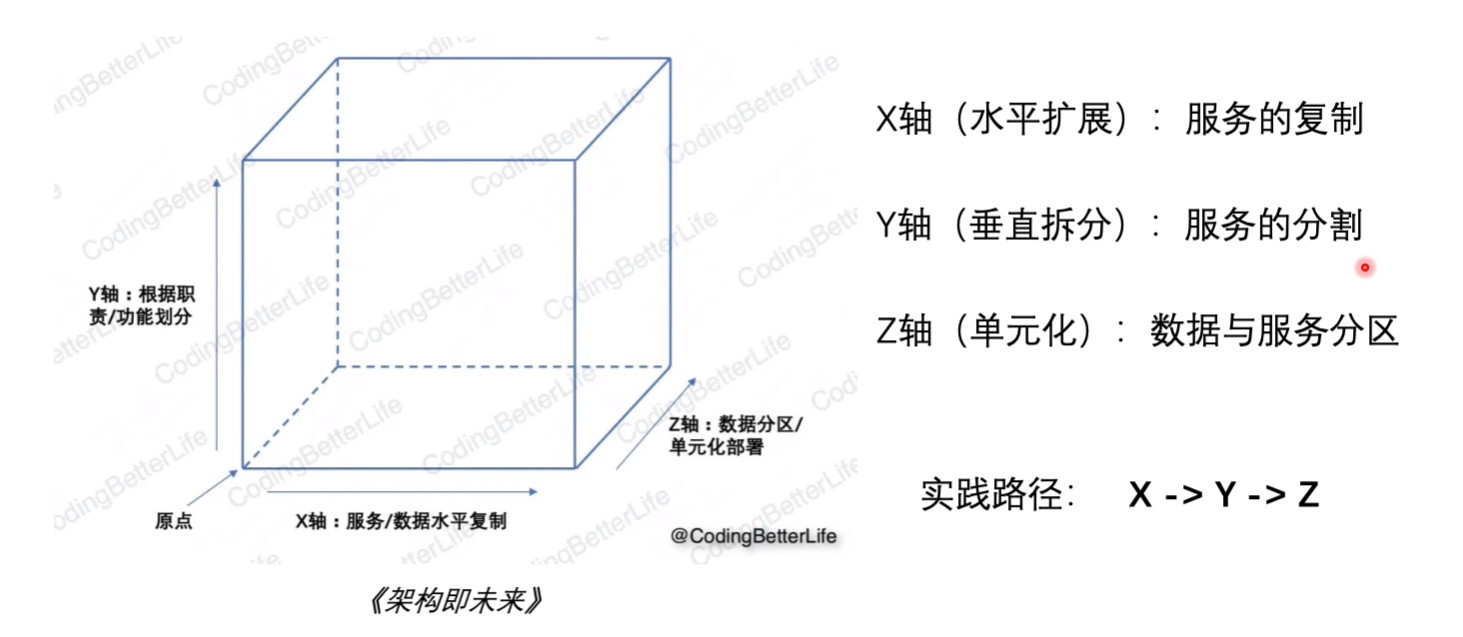 X轴（水平扩展）：服务的复制
Y轴（垂直拆分）：服务的分割
Z轴（单元化）：数据与服务分区
实践路径： X -> Y -> Z
Y轴：根据职
责/功能划分
Z轴：数据分区/
单元化部署
原点
X轴：服务/数据水平复制
@CodingBetterLife
《架构即未来》
CodingBetterLife